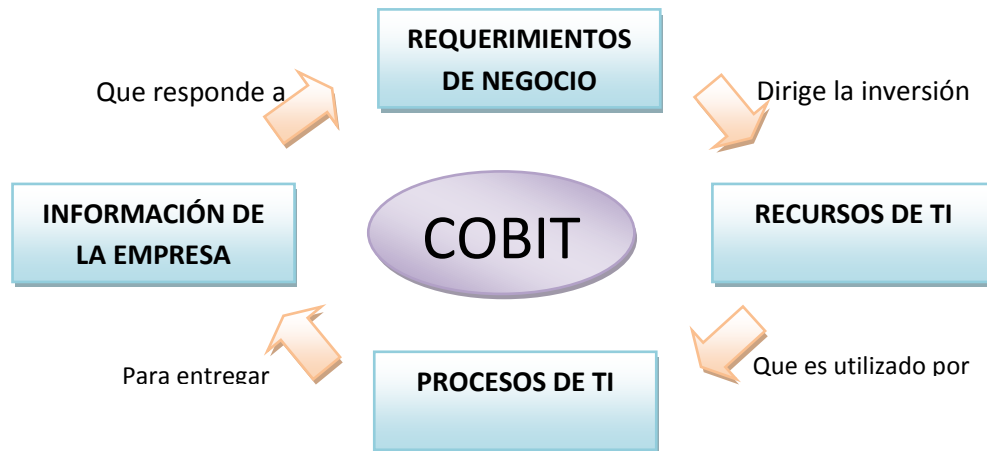 REQUERIMIENTOS
DE NEGOCIO
Que responde a
Dirige la inversión
INFORMACIÓN DE
LA EMPRESA
COBIT
RECURSOS DE TI
Para entregar
PROCESOS DE TI
Que es utilizado por